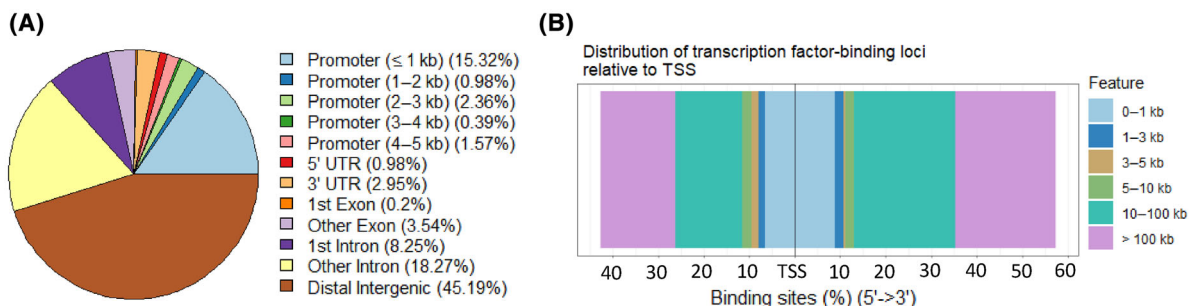 (A)
Promoter (≤ 1 kb) (15.32%)
Promoter (1–2 kb) (0.98%)
Promoter (2–3 kb) (2.36%)
Promoter (3–4 kb) (0.39%)
Promoter (4–5 kb) (1.57%)
5' UTR (0.98%)
3' UTR (2.95%)
1st Exon (0.2%)
Other Exon (3.54%)
1st Intron (8.25%)
Other Intron (18.27%)
Distal Intergenic (45.19%)
(B)
Distribution of transcription factor-binding loci
relative to TSS
40 30 20 10 TSS 10 20 30 40 50 60
Binding sites (%) (5'->3')
Feature
0–1 kb
1–3 kb
3–5 kb
5–10 kb
10–100 kb
> 100 kb